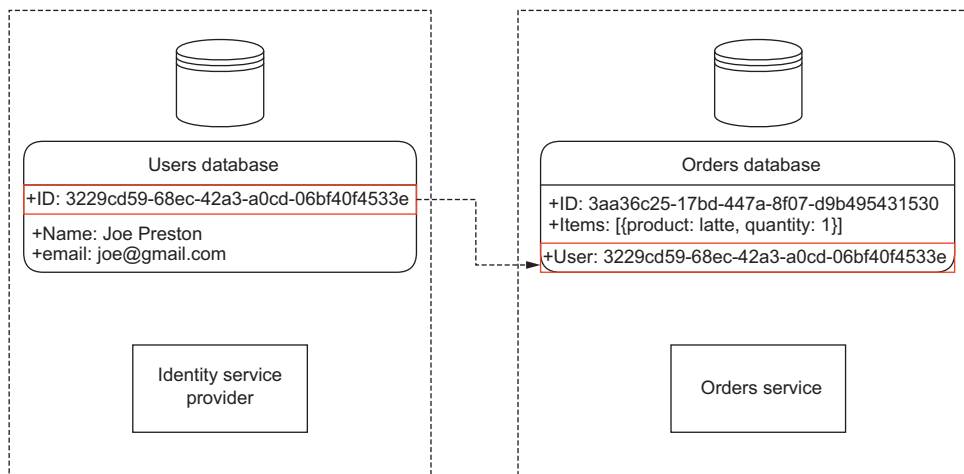 Users database
+ID: 3229cd59-68ec-42a3-a0cd-06bf40f4533e
+Name: Joe Preston
+email: joe@gmail.com
Identity service
provider
Orders database
+ID: 3aa36c25-17bd-447a-8f07-d9b495431530
+Items: [{product: latte, quantity: 1}]
+User: 3229cd59-68ec-42a3-a0cd-06bf40f4533e
Orders service